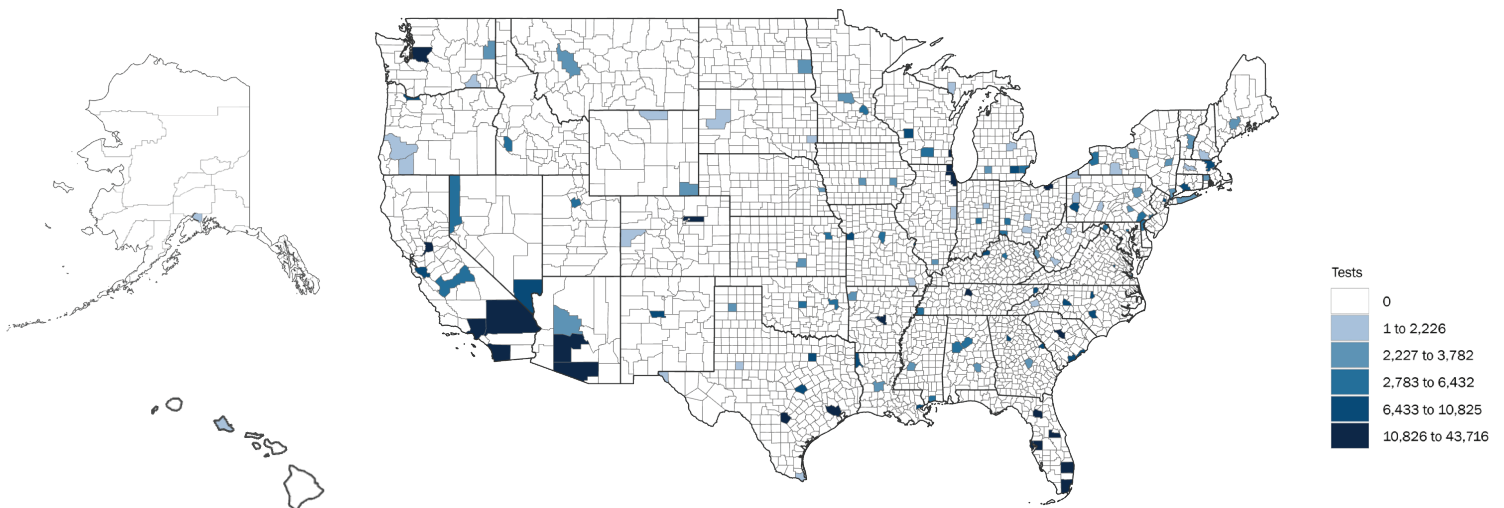 Tests
0
1 to 2,226
2,227 to 3,782
2,783 to 6,432
6,433 to 10,825
10,826 to 43,716